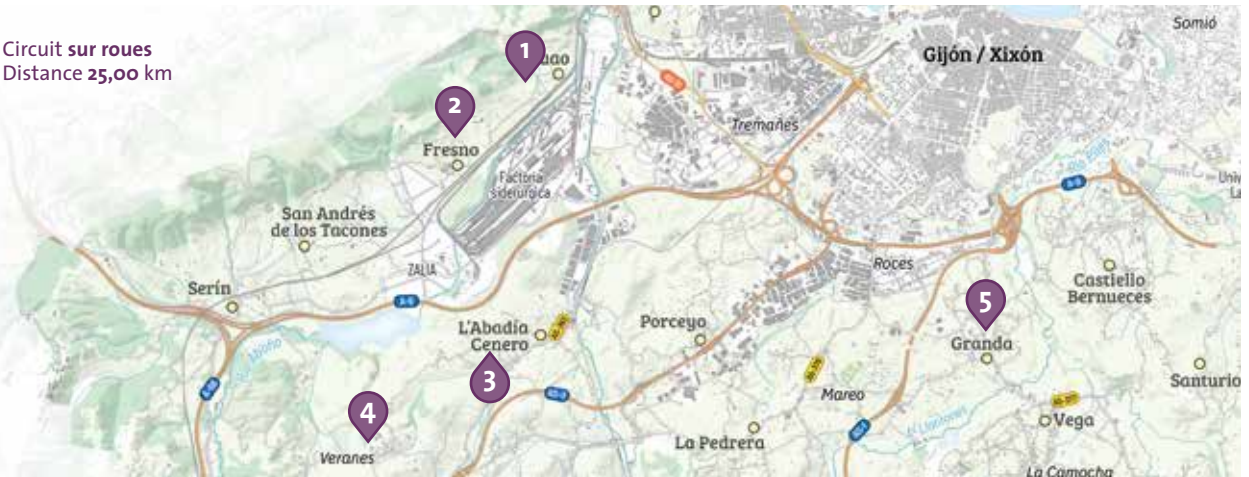 Circuit sur roues
Distance 25,00 km
Somió
Gijón / Xixón
1
2
Tremañes
Fresno
Factoría
siderúrgica
San Andrés
de los Tacones
ZALIA
Roces
Castiello
Bernueces
Serín
5
L'Abadía
Cenero
Porceyo
Granda
3
Santurio
Mareo
4
Vega
La Pedrera
Veranes
La Camocha